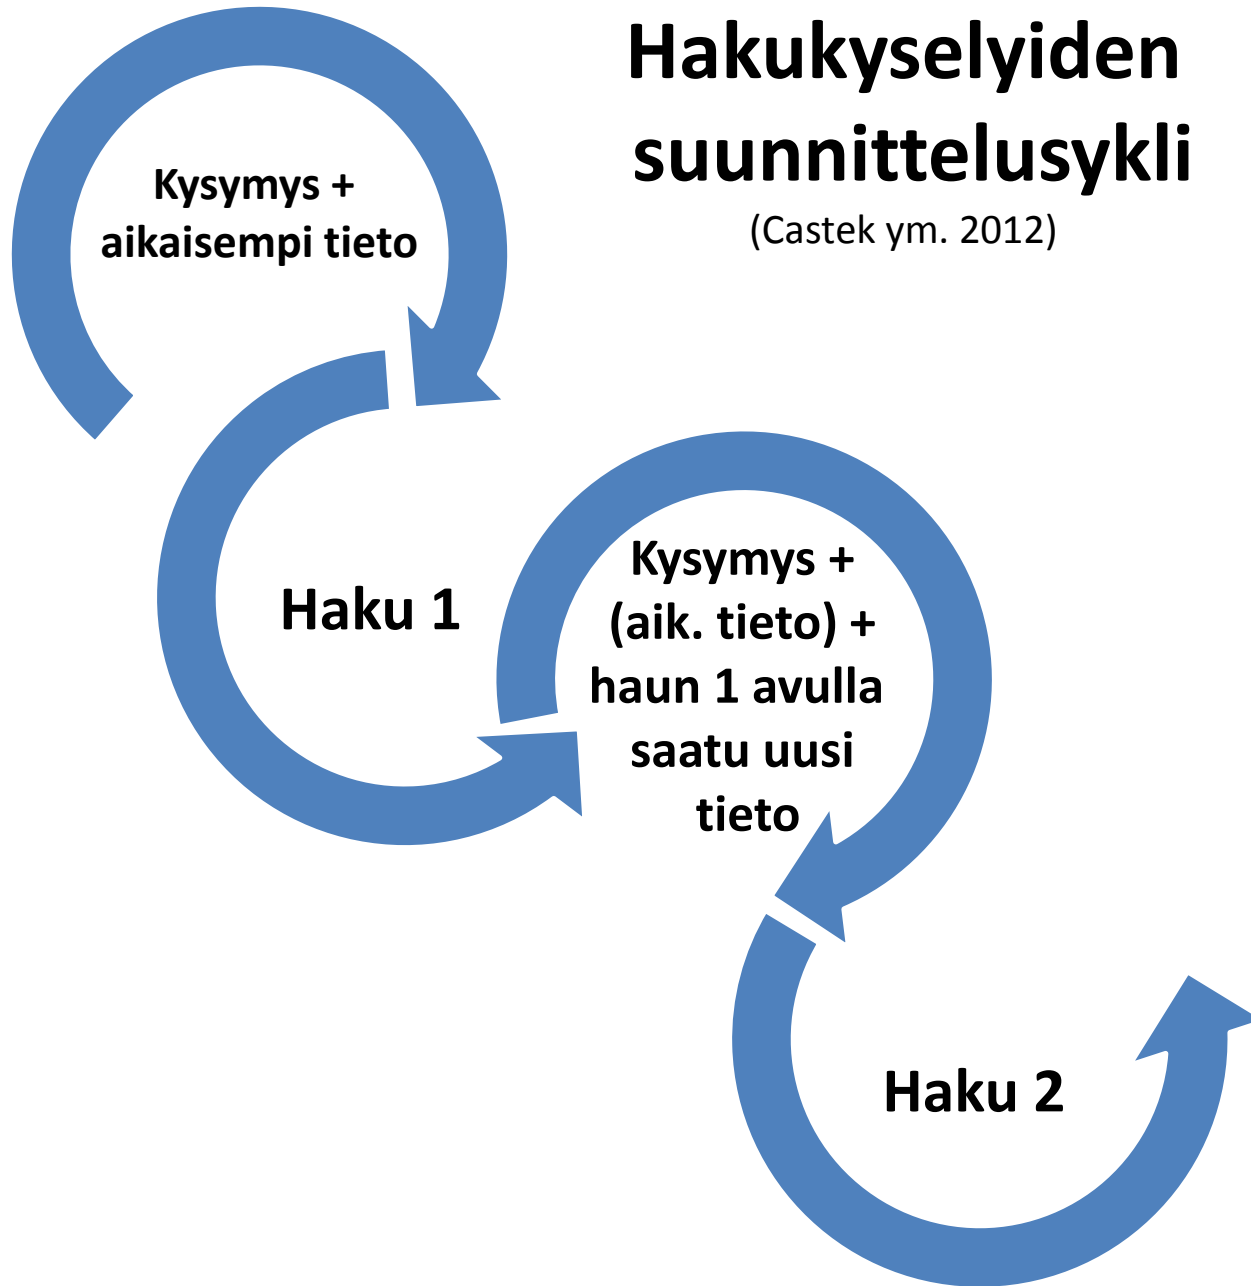 Hakukyselyiden
suunnittelusykli
(Castek ym. 2012)
Kysymys +
aikaisempi tieto
Haku 1
Kysymys +
(aik. tieto) +
haun 1 avulla
saatu uusi
tieto
Haku 2